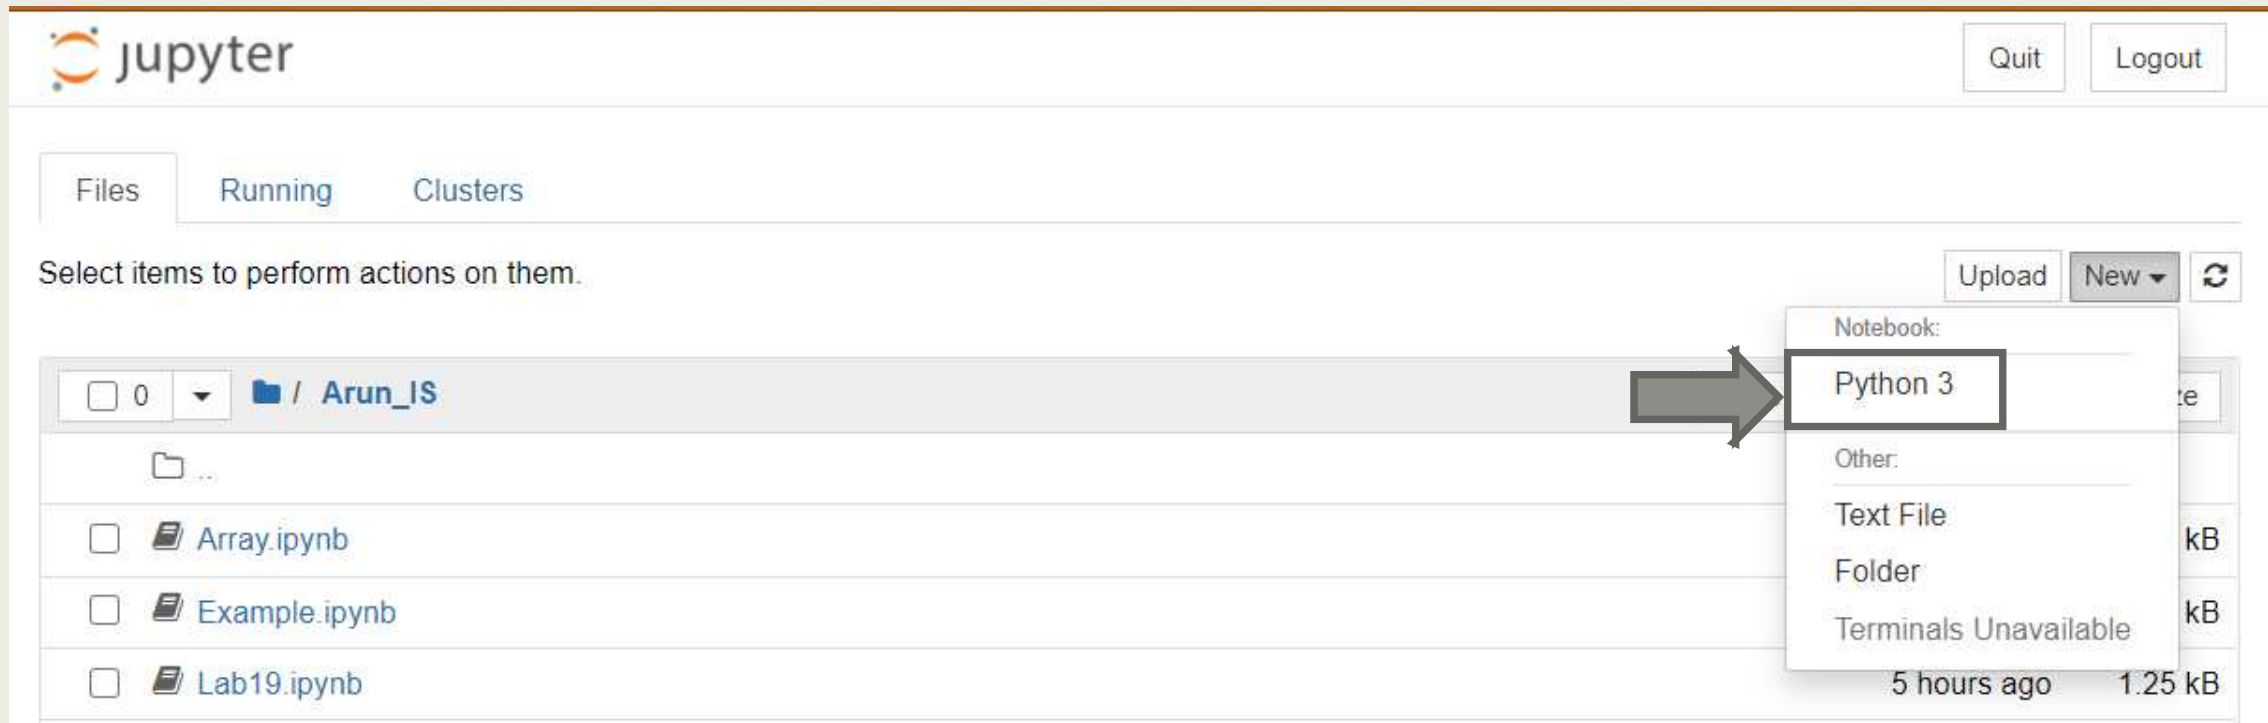 jupyter
Quit
Logout
Files
Running
Clusters
Select items to perform actions on them.
Upload
New
Notebook:
Python 3
0
/ Arun_IS
ze
..
Other:
Text File
Folder
Terminals Unavailable
Array.ipynb
kB
Example.ipynb
kB
Lab19.ipynb
5 hours ago
1.25 kB